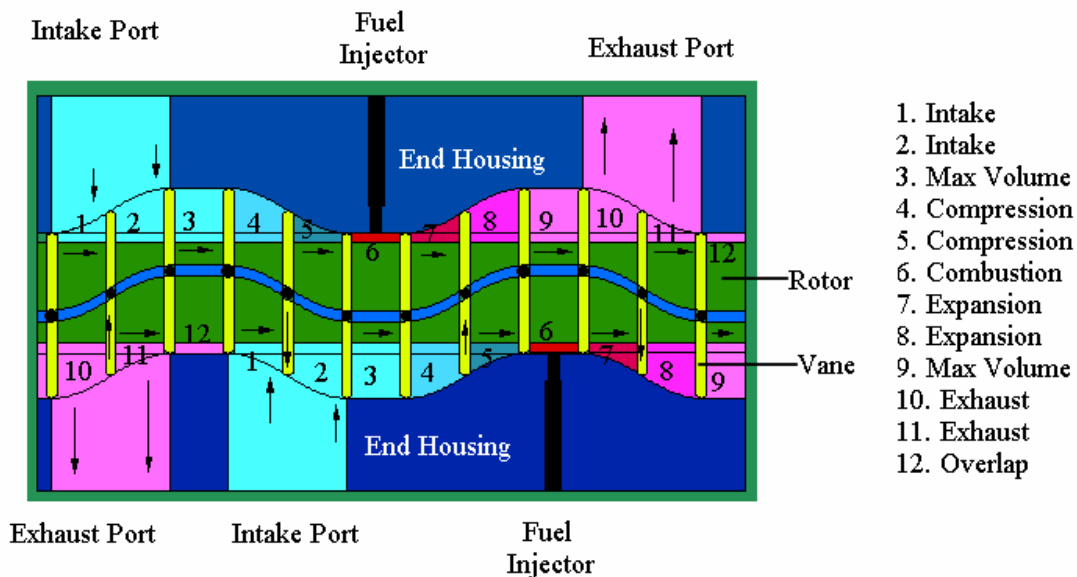 Intake Port
Fuel
Injector
Exhaust Port
End Housing
1 2 3 4 5 6 7 8 9 10 11 12
Rotor
10 11 12 1 2 3 4 5 6 7 8 9
Vane
End Housing
Exhaust Port
Intake Port
Fuel
Injector
1. Intake
2. Intake
3. Max Volume
4. Compression
5. Compression
6. Combustion
7. Expansion
8. Expansion
9. Max Volume
10. Exhaust
11. Exhaust
12. Overlap